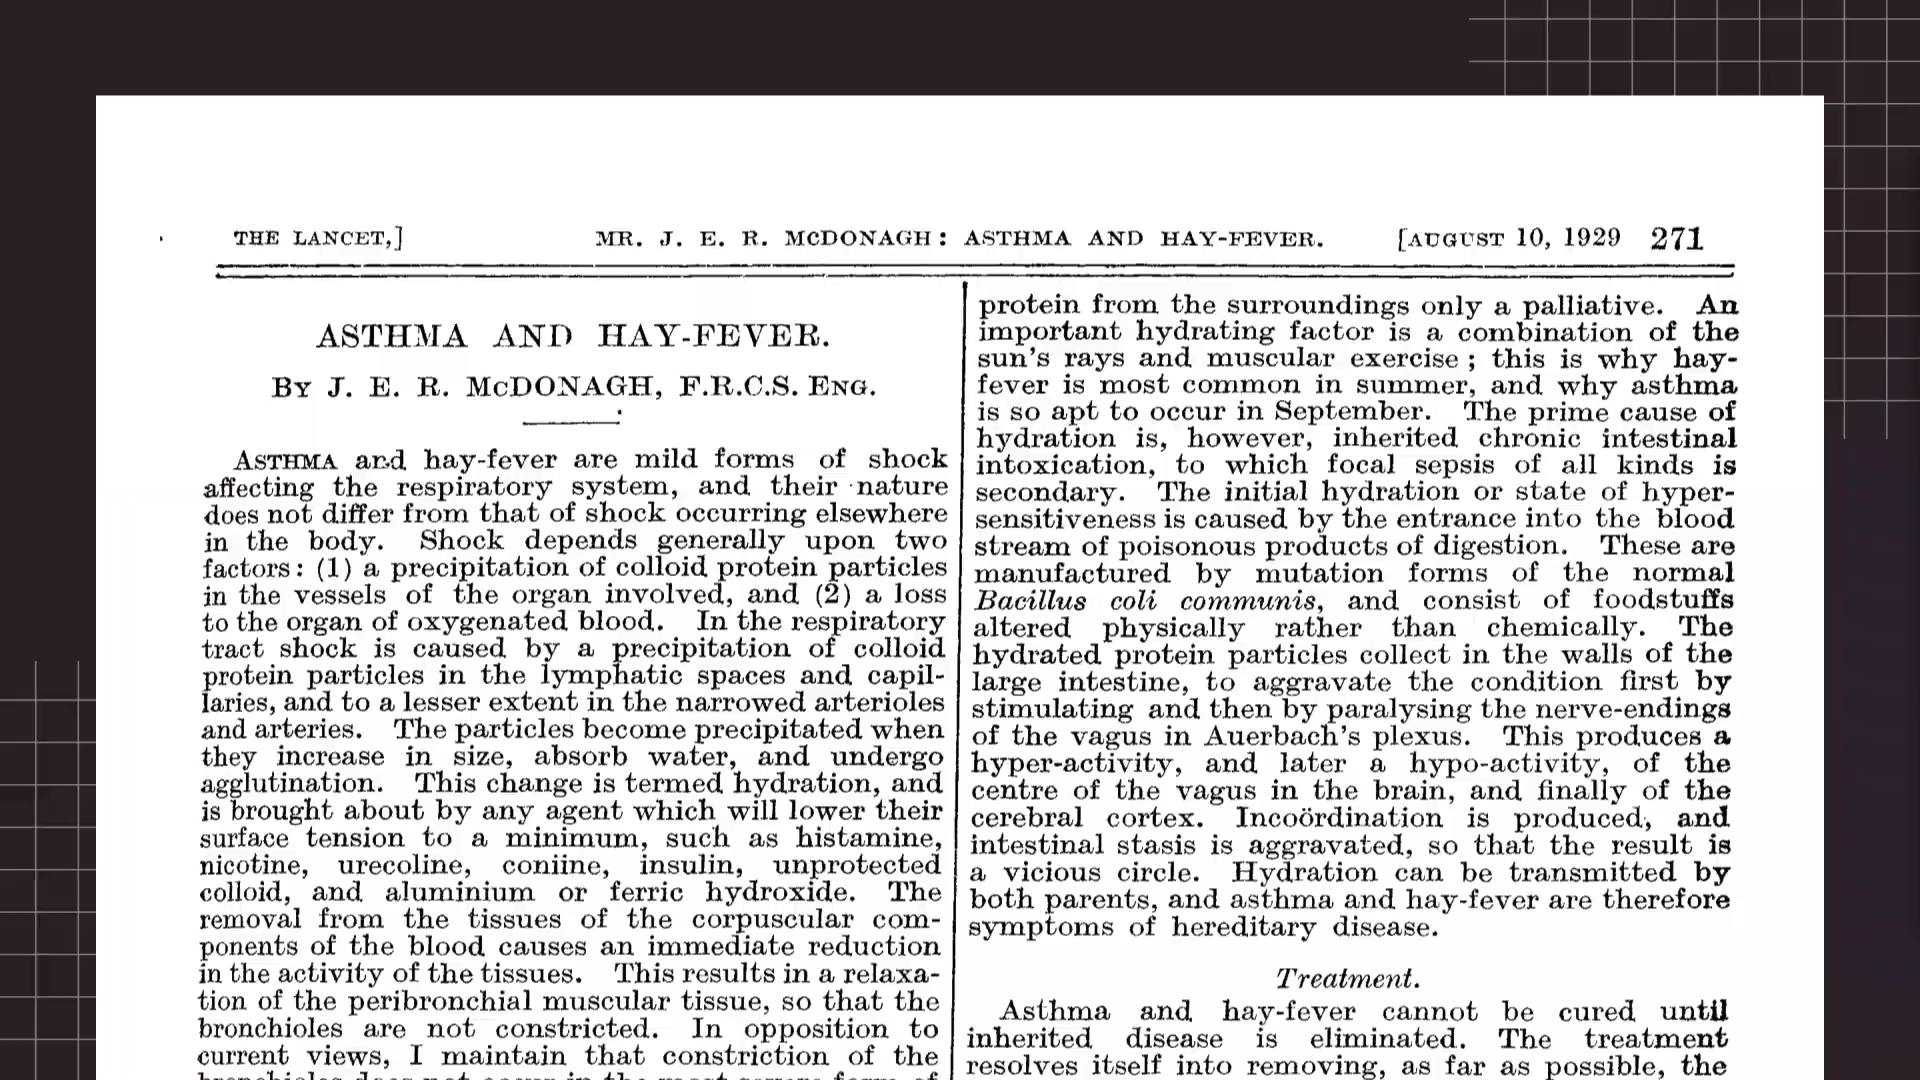 THE LANCET,] MR. J. E. R. McDONAGH: ASTHMA AND HAY-FEVER. [AUGUST 10, 1929 271
ASTHMA AND HAY-FEVER.
BY J. E. R. McDONAGH, F.R.C.S. ENG.
ASTHMA and hay-fever are mild forms of shock
affecting the respiratory system, and their nature
does not differ from that of shock occurring elsewhere
in the body. Shock depends generally upon two
factors: (1) a precipitation of colloid protein particles
in the vessels of the organ involved, and (2) a loss
to the organ of oxygenated blood. In the respiratory
tract shock is caused by a precipitation of colloid
protein particles in the lymphatic spaces and capil-
laries, and to a lesser extent in the narrowed arterioles
and arteries. The particles become precipitated when
they increase in size, absorb water, and undergo
agglutination. This change is termed hydration, and
is brought about by any agent which will lower their
surface tension to a minimum, such as histamine,
nicotine, urecoline, coniine, insulin, unprotected
colloid, and aluminium or ferric hydroxide. The
removal from the tissues of the corpuscular com-
ponents of the blood causes an immediate reduction
in the activity of the tissues. This results in a relaxa-
tion of the peribronchial muscular tissue, so that the
bronchioles are not constricted. In opposition to
current views, I maintain that constriction of the
protein from the surroundings only a palliative. An
important hydrating factor is a combination of the
sun's rays and muscular exercise; this is why hay-
fever is most common in summer, and why asthma
is so apt to occur in September. The prime cause of
hydration is, however, inherited chronic intestinal
intoxication, to which focal sepsis of all kinds is
secondary. The initial hydration or state of hyper-
sensitiveness is caused by the entrance into the blood
stream of poisonous products of digestion. These are
manufactured by mutation forms of the normal
Bacillus coli communis, and consist of foodstuffs
altered physically rather than chemically. The
hydrated protein particles collect in the walls of the
large intestine, to aggravate the condition first by
stimulating and then by paralysing the nerve-endings
of the vagus in Auerbach's plexus. This produces a
hyper-activity, and later a hypo-activity, of the
centre of the vagus in the brain, and finally of the
cerebral cortex. Incoördination is produced, and
intestinal stasis is aggravated, so that the result is
a vicious circle. Hydration can be transmitted by
both parents, and asthma and hay-fever are therefore
symptoms of hereditary disease.
Treatment.
Asthma and hay-fever cannot be cured until
inherited disease is eliminated. The treatment
resolves itself into removing, as far as possible, the